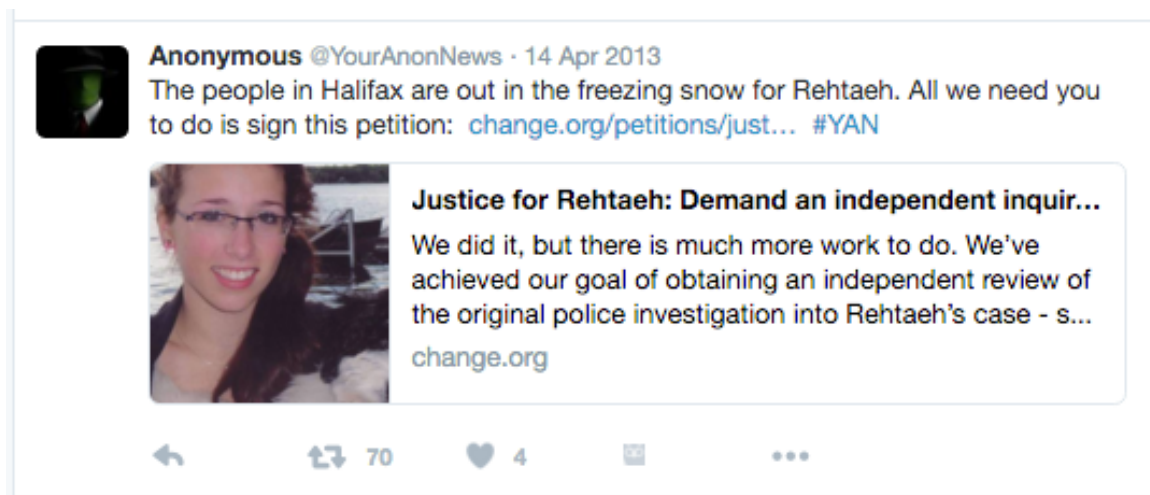 Anonymous @YourAnonNews · 14 Apr 2013
The people in Halifax are out in the freezing snow for Rehtaeh. All we need you
to do is sign this petition: change.org/petitions/just... #YAN
Justice for Rehtaeh: Demand an independent inquir...
We did it, but there is much more work to do. We've
achieved our goal of obtaining an independent review of
the original police investigation into Rehtaeh's case - s...
change.org
70 4